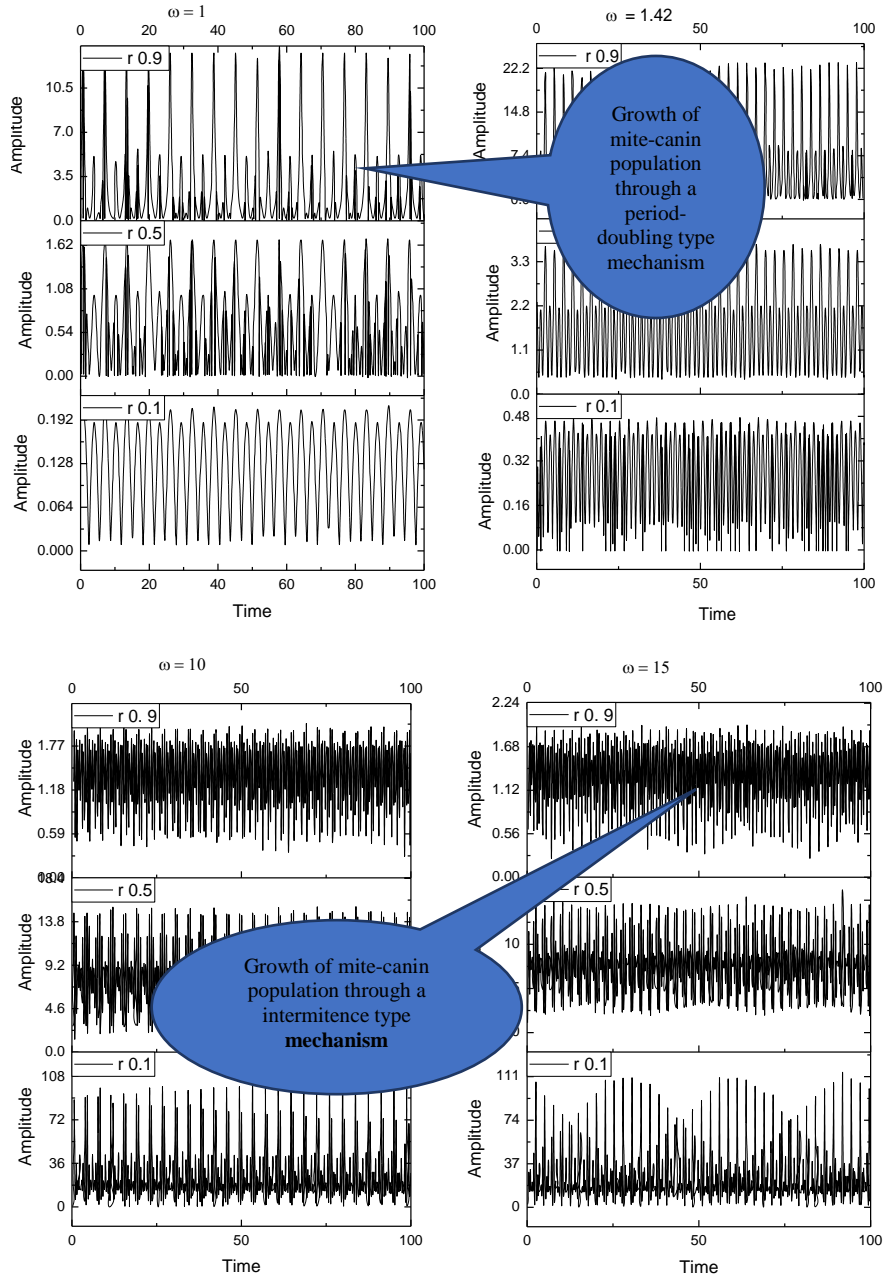 ω = 1
0 20 40 60 80 100
r 0.9
Amplitude
10.5
7.0
3.5
0.0
r 0.5
Amplitude
1.62
1.08
0.54
0.00
r 0.1
Amplitude
0.192
0.128
0.064
0.000
0 20 40 60 80 100
Time
ω = 1.42
0 50 100
r 0.9
Amplitude
22.2
14.8
7.4
Growth of
mite-canin
population
through a
period-
doubling type
mechanism
Amplitude
3.3
2.2
1.1
0.0
r 0.1
Amplitude
0.48
0.32
0.16
0.00
0 50 100
Time
ω = 10
0 50 100
r 0. 9
Amplitude
1.77
1.18
0.59
0.00
18.4
r 0.5
Amplitude
13.8
9.2
4.6
0.0
r 0.1
Amplitude
108
72
36
0
0 50 100
Time
Growth of mite-canin
population through a
intermitence type
mechanism
ω = 15
0 50 100
2.24
r 0. 9
Amplitude
1.68
1.12
0.56
0.00
r 0.5
Amplitude
10
0
r 0.1
Amplitude
111
74
37
0
0 50 100
Time